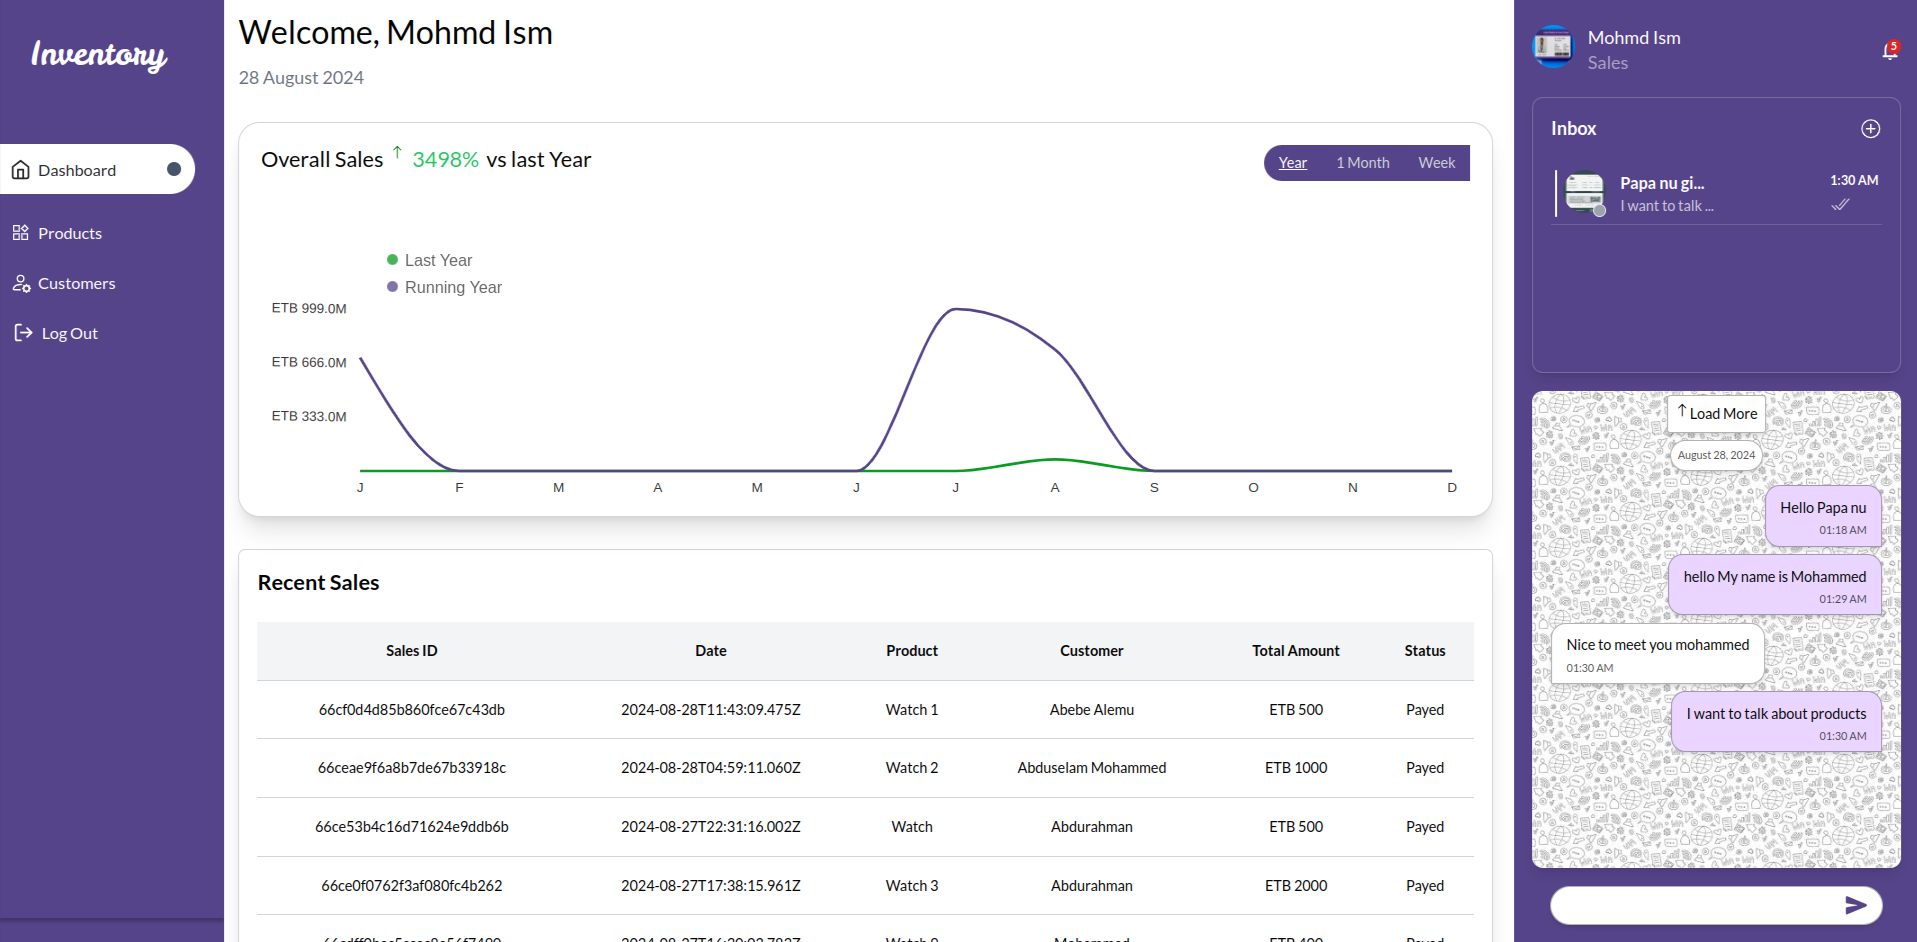 Inventory
Dashboard
Products
Customers
Log Out
Welcome, Mohmd Ism
28 August 2024
Overall Sales ↑ 3498% vs last Year
Year 1 Month Week
Last Year
Running Year
ETB 999.0M
ETB 666.0M
ETB 333.0M
J F M A M J J A S O N D
Recent Sales
Sales ID Date Product Customer Total Amount Status
66cf0d4d85b860fce67c43db 2024-08-28T11:43:09.475Z Watch 1 Abebe Alemu ETB 500 Payed
66ceae9f6a8b7de67b33918c 2024-08-28T04:59:11.060Z Watch 2 Abduselam Mohammed ETB 1000 Payed
66ce53b4c16d71624e9ddb6b 2024-08-27T22:31:16.002Z Watch Abdurahman ETB 500 Payed
66ce0f0762f3af080fc4b262 2024-08-27T17:38:15.961Z Watch 3 Abdurahman ETB 2000 Payed
Mohmd Ism
Sales
5
Inbox
Papa nu gi... 1:30 AM
I want to talk ...
↑ Load More
August 28, 2024
Hello Papa nu
01:18 AM
hello My name is Mohammed
01:29 AM
Nice to meet you mohammed
01:30 AM
I want to talk about products
01:30 AM